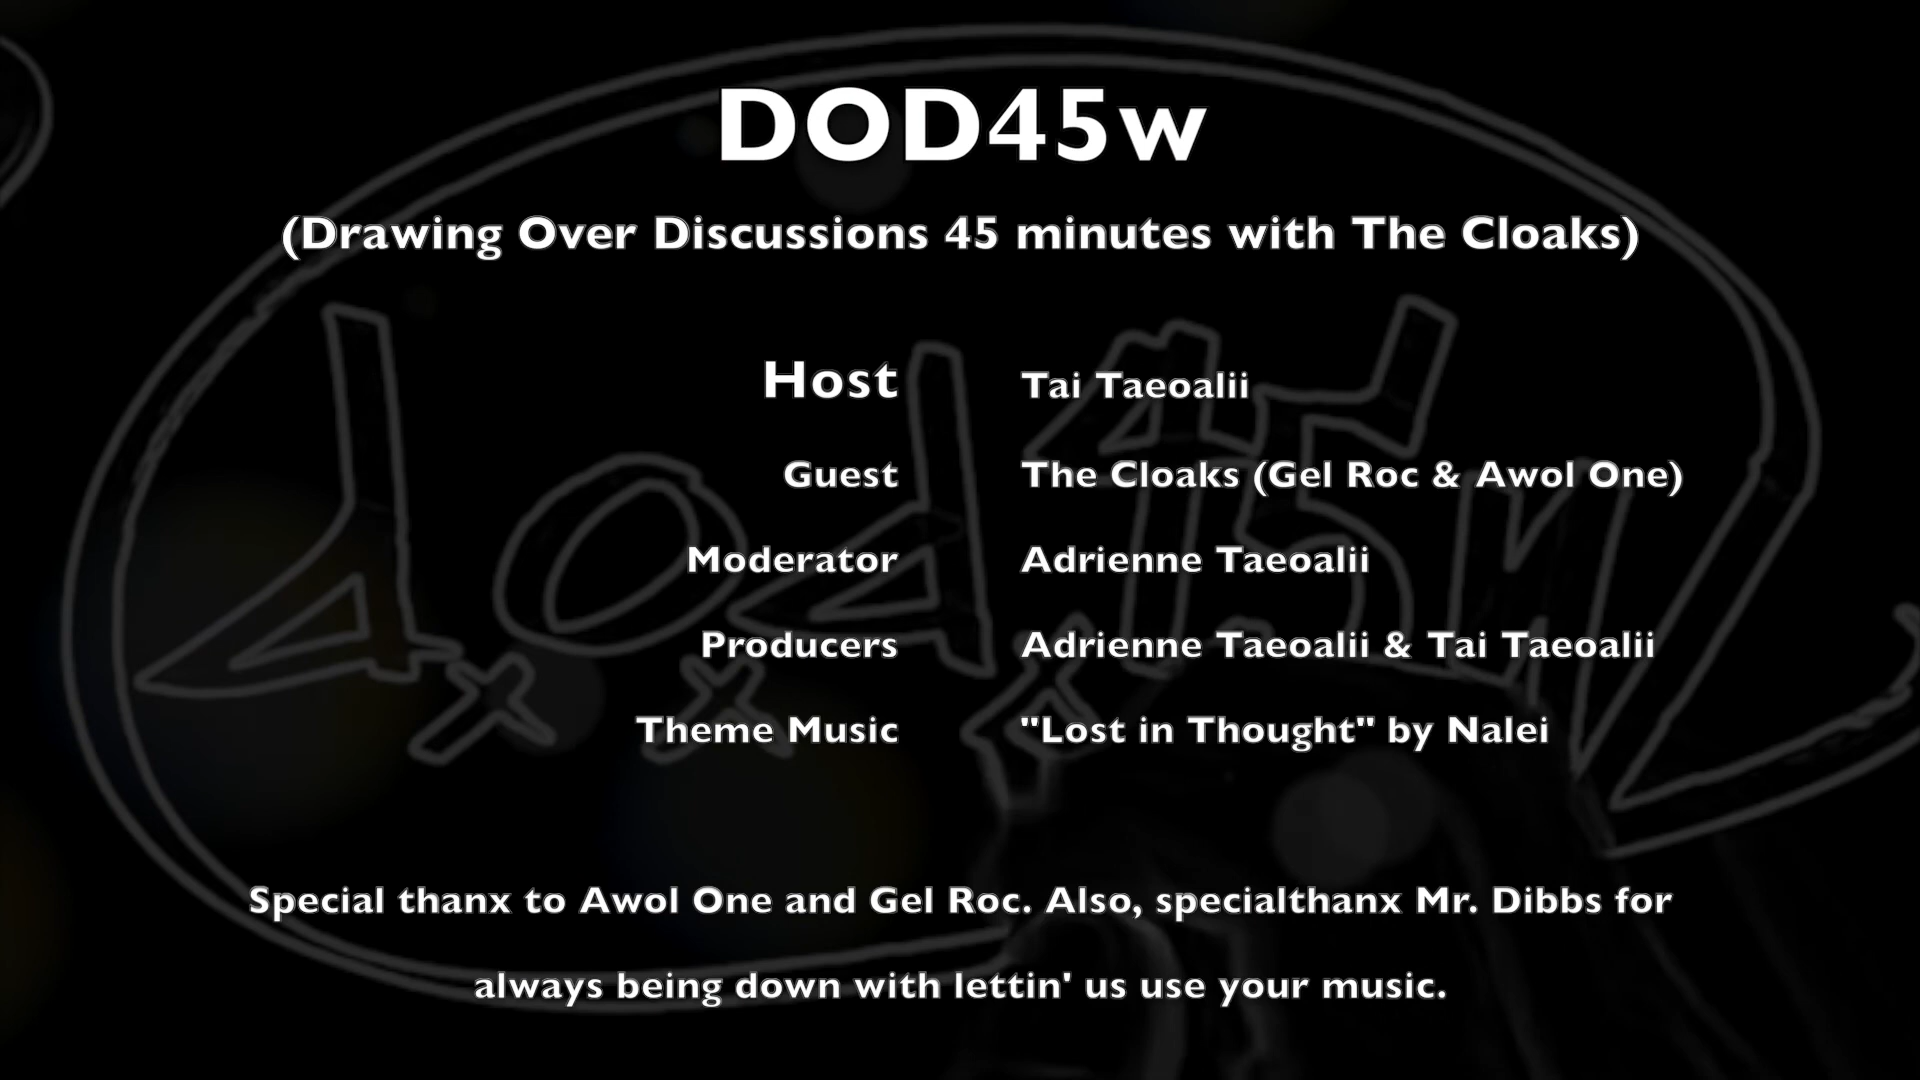 DOD45w
(Drawing Over Discussions 45 minutes with The Cloaks)
Host Tai Taeoalii
Guest The Cloaks (Gel Roc & Awol One)
Moderator Adrienne Taeoalii
Producers Adrienne Taeoalii & Tai Taeoalii
Theme Music "Lost in Thought" by Nalei
Special thanx to Awol One and Gel Roc. Also, specialthanx Mr. Dibbs for
always being down with lettin' us use your music.
dod45w